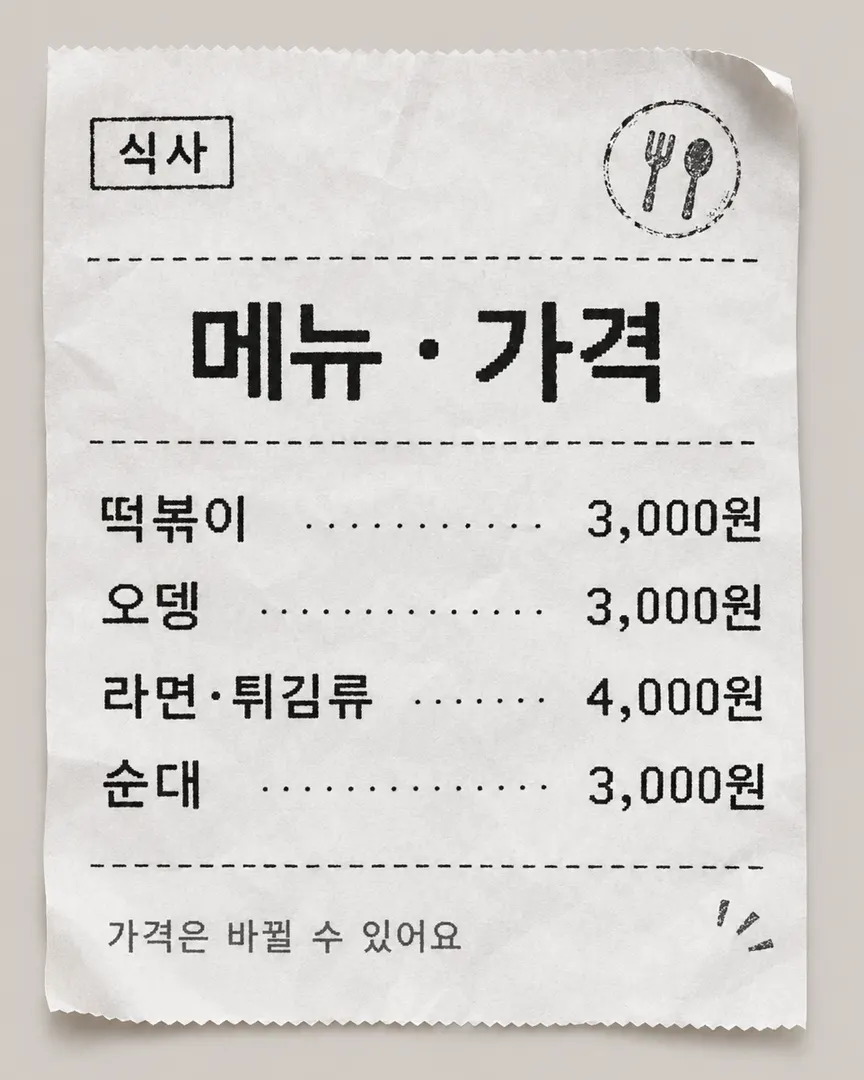 식사
메뉴 · 가격
떡볶이 ............ 3,000원
오뎅 .............. 3,000원
라면·튀김류 ....... 4,000원
순대 .............. 3,000원
가격은 바뀔 수 있어요